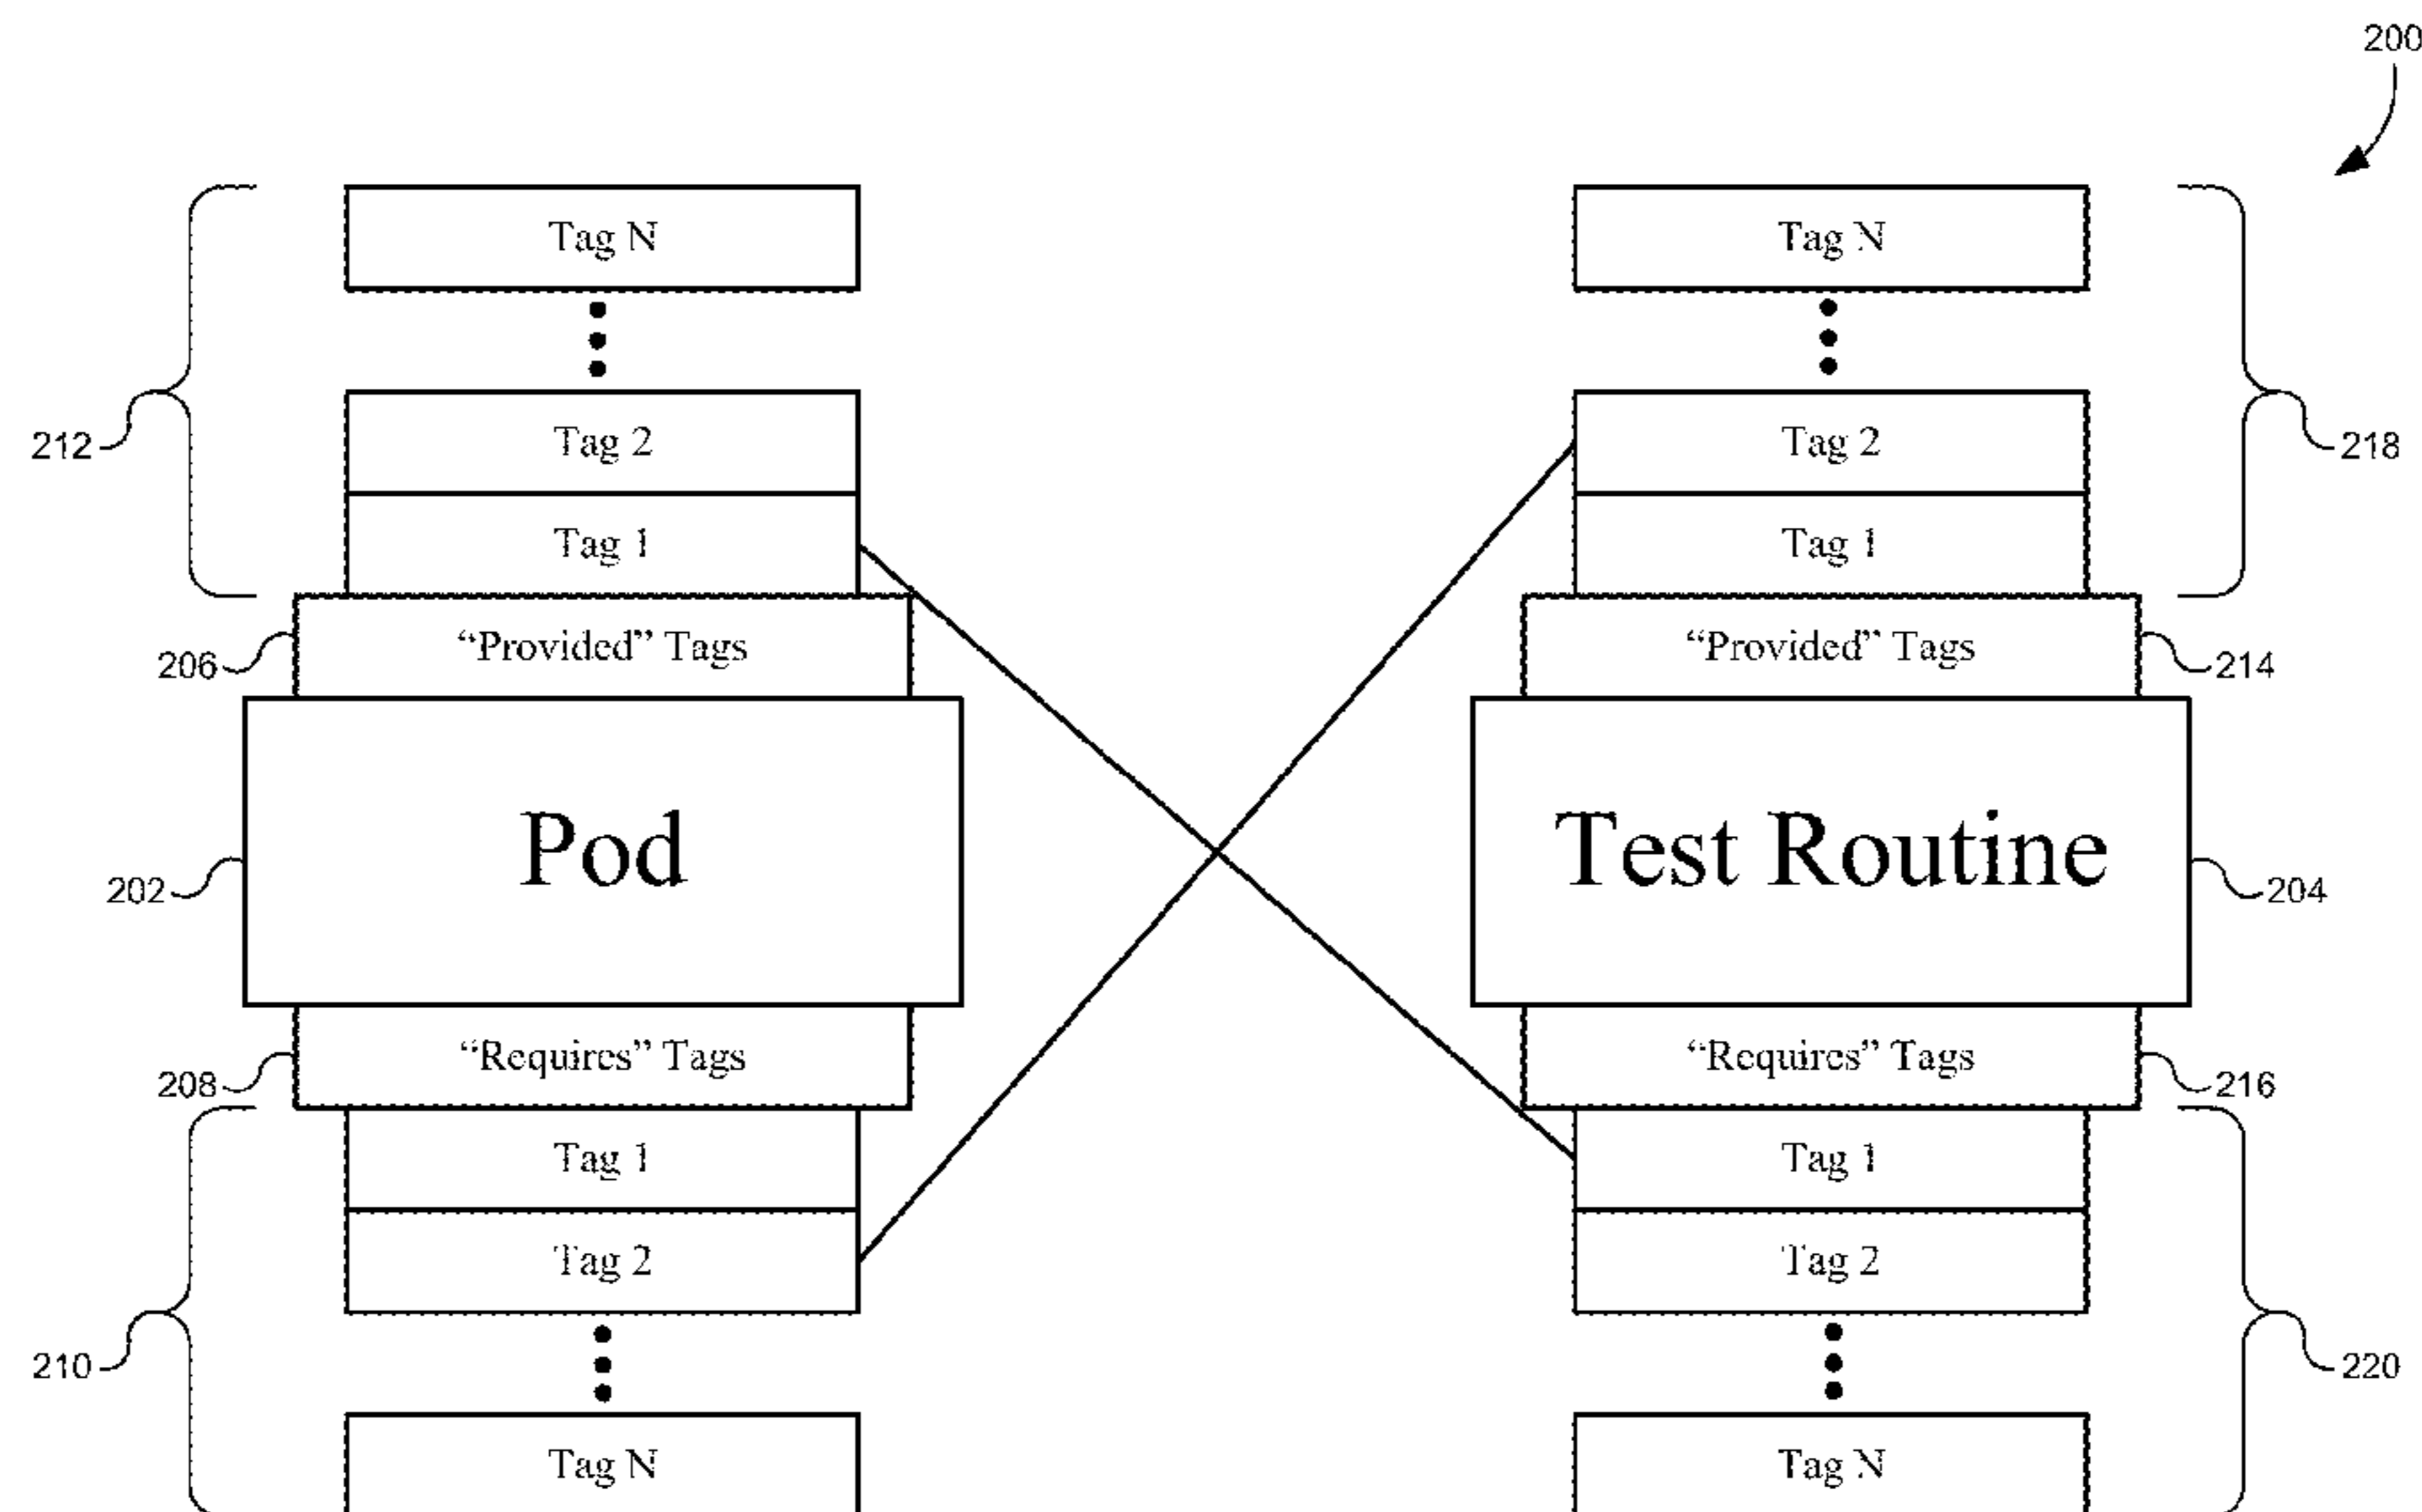 200
Tag N
Tag N
Tag 2
Tag 2
212
218
Tag 1
Tag 1
“Provided” Tags
“Provided” Tags
206
214
Pod
Test Routine
202
204
“Requires” Tags
“Requires” Tags
208
216
Tag 1
Tag 1
Tag 2
Tag 2
210
220
Tag N
Tag N